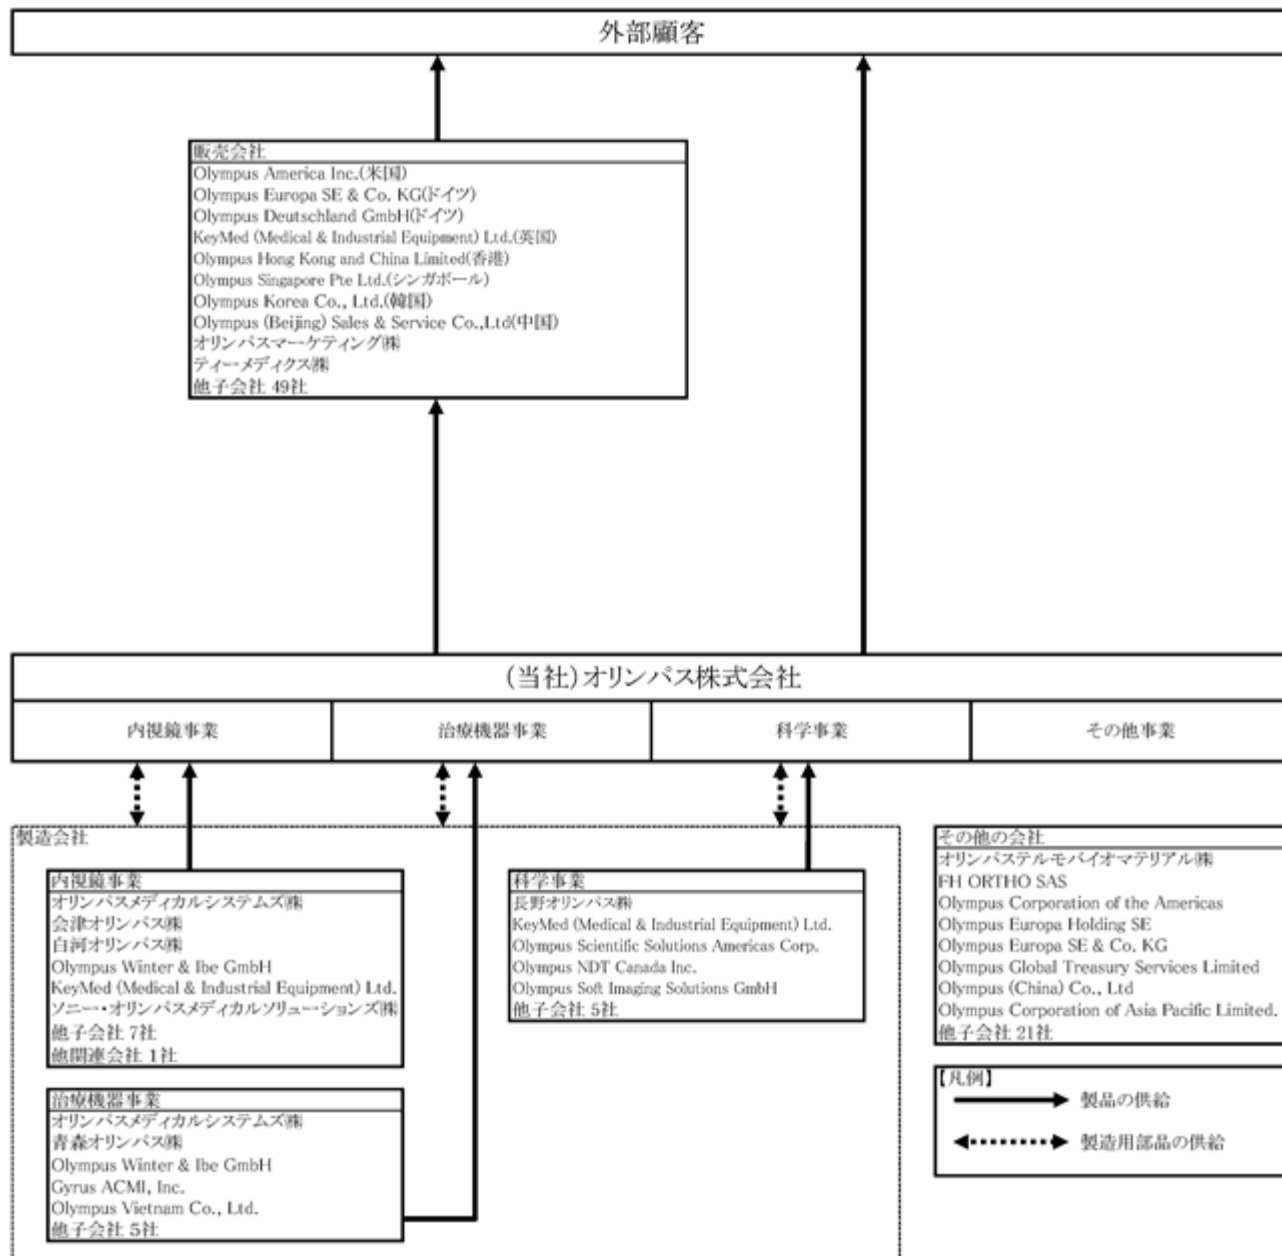 外部顧客
販売会社
Olympus America Inc.(米国)
Olympus Europa SE & Co. KG(ドイツ)
Olympus Deutschland GmbH(ドイツ)
KeyMed (Medical & Industrial Equipment) Ltd.(英国)
Olympus Hong Kong and China Limited(香港)
Olympus Singapore Pte Ltd.(シンガポール)
Olympus Korea Co., Ltd.(韓国)
Olympus (Beijing) Sales & Service Co.,Ltd(中国)
オリンパスマーケティング㈱
ティーメディクス㈱
他子会社 49社
(当社)オリンパス株式会社
内視鏡事業
治療機器事業
科学事業
その他事業
製造会社
内視鏡事業
オリンパスメディカルシステムズ㈱
会津オリンパス㈱
白河オリンパス㈱
Olympus Winter & Ibe GmbH
KeyMed (Medical & Industrial Equipment) Ltd.
ソニー・オリンパスメディカルソリューションズ㈱
他子会社 7社
他関連会社 1社
治療機器事業
オリンパスメディカルシステムズ㈱
青森オリンパス㈱
Olympus Winter & Ibe GmbH
Gyrus ACMI, Inc.
Olympus Vietnam Co., Ltd.
他子会社 5社
科学事業
長野オリンパス㈱
KeyMed (Medical & Industrial Equipment) Ltd.
Olympus Scientific Solutions Americas Corp.
Olympus NDT Canada Inc.
Olympus Soft Imaging Solutions GmbH
他子会社 5社
その他の会社
オリンパステルモバイオマテリアル㈱
FH ORTHO SAS
Olympus Corporation of the Americas
Olympus Europa Holding SE
Olympus Europa SE & Co. KG
Olympus Global Treasury Services Limited
Olympus (China) Co., Ltd
Olympus Corporation of Asia Pacific Limited.
他子会社 21社
【凡例】
製品の供給
製造用部品の供給